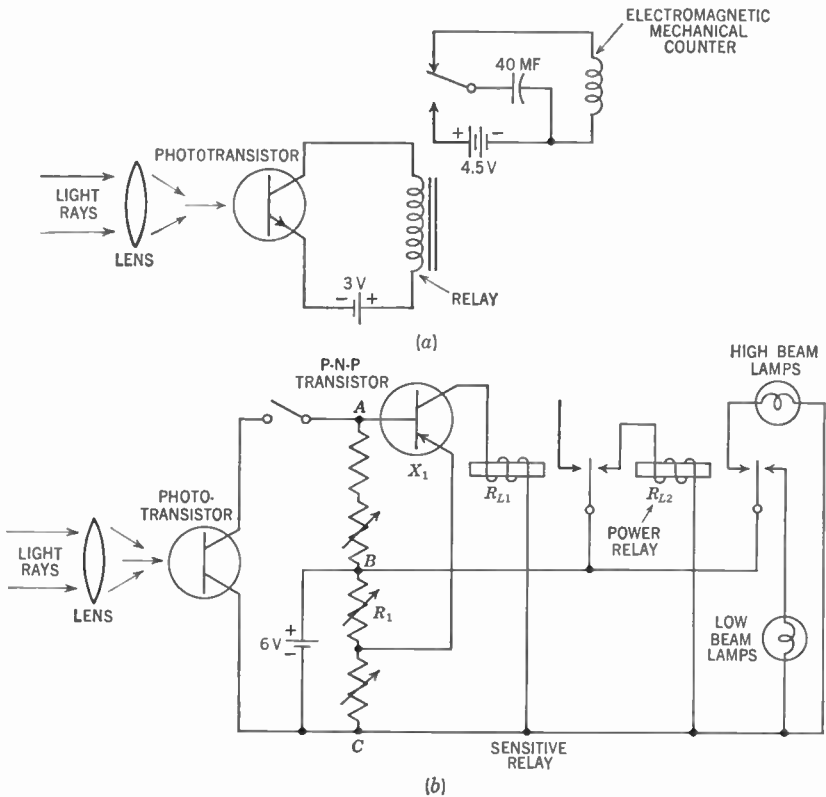 ELECTROMAGNETIC
MECHANICAL
COUNTER
40 MF
+ -
4.5 V
PHOTOTRANSISTOR
LIGHT
RAYS
LENS
3 V
- +
RELAY
(a)
P-N-P
TRANSISTOR
HIGH BEAM
LAMPS
A
X1
RL1
RL2
POWER
RELAY
PHOTO-
TRANSISTOR
LIGHT
RAYS
LENS
B
R1
6 V
+
-
LOW
BEAM
LAMPS
C
SENSITIVE
RELAY
(b)